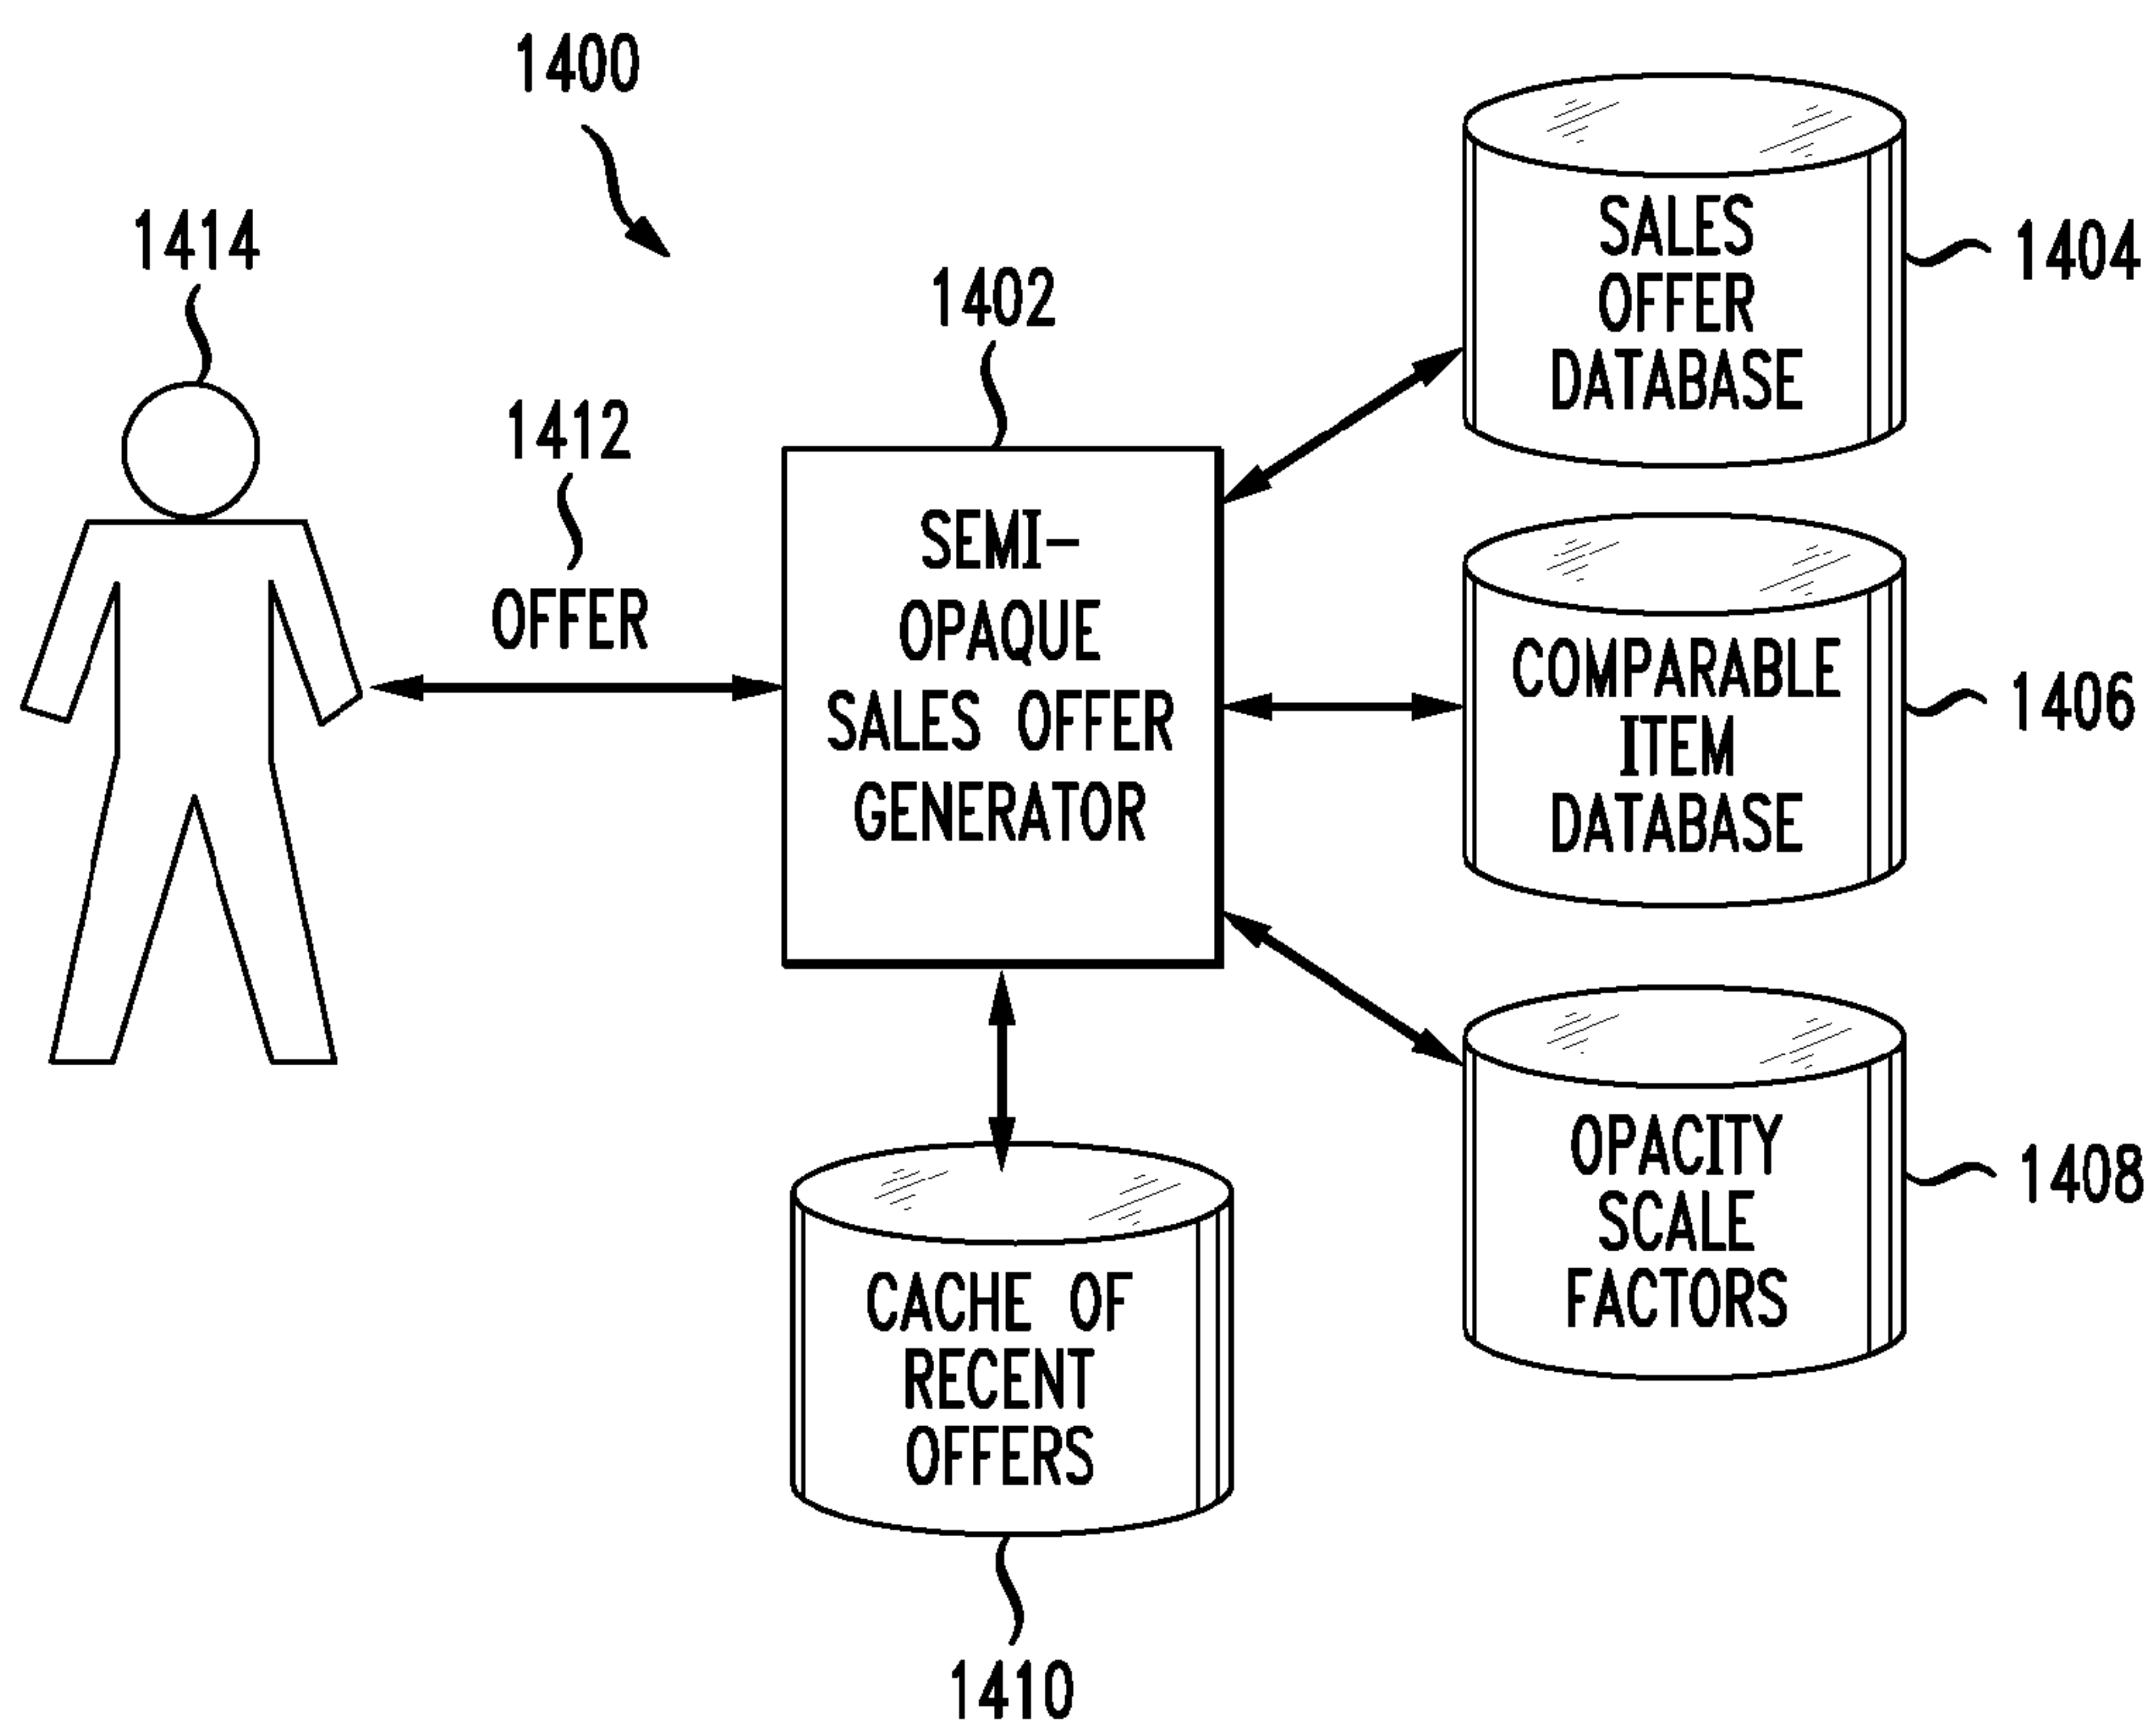 1400
1414
1402
1412
OFFER
SEMI-
OPAQUE
SALES OFFER
GENERATOR
SALES
OFFER
DATABASE
1404
COMPARABLE
ITEM
DATABASE
1406
OPACITY
SCALE
FACTORS
1408
CACHE OF
RECENT
OFFERS
1410